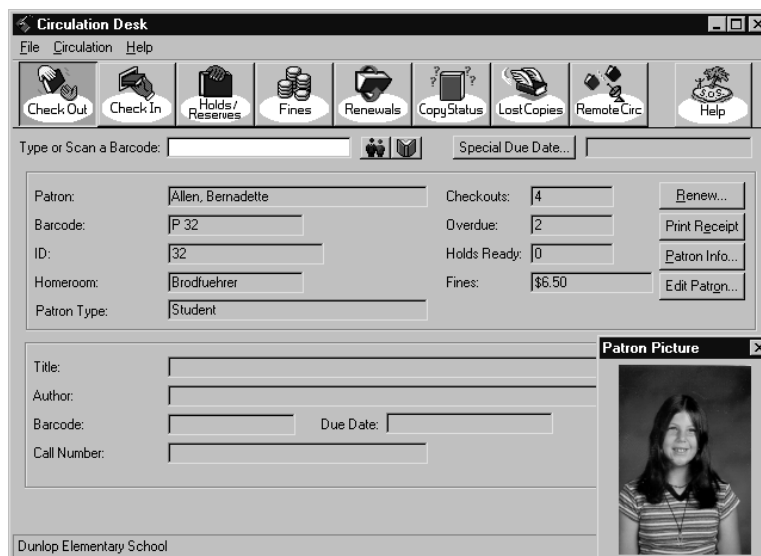 Circulation Desk
File Circulation Help
Check Out Check In Holds/ Reserves Fines Renewals Copy Status Lost Copies Remote Circ S.O.S. Help
Type or Scan a Barcode: Special Due Date...
Patron: Allen, Bernadette Checkouts: 4 Renew...
Barcode: P 32 Overdue: 2 Print Receipt
ID: 32 Holds Ready: 0 Patron Info...
Homeroom: Brodfuehrer Fines: $6.50 Edit Patron...
Patron Type: Student
Patron Picture
Title:
Author:
Barcode: Due Date:
Call Number:
Dunlop Elementary School